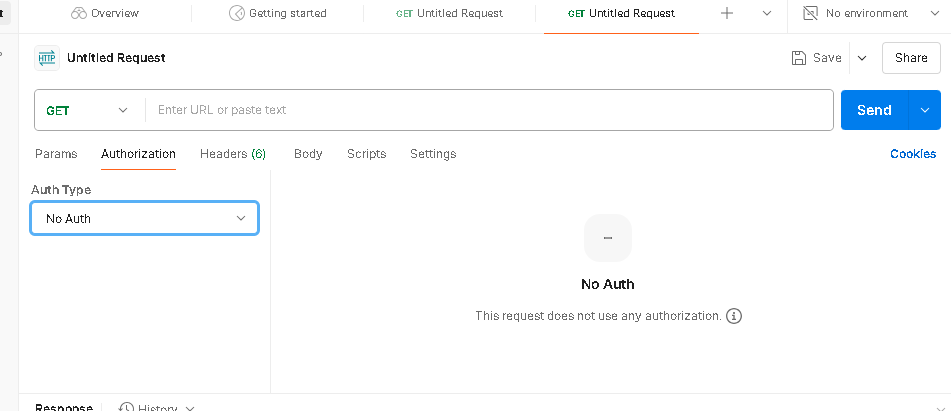 t Overview Getting started GET Untitled Request GET Untitled Request No environment
HTTP Untitled Request Save Share
GET Enter URL or paste text Send
Params Authorization Headers (6) Body Scripts Settings Cookies
Auth Type
No Auth
No Auth
This request does not use any authorization.
Response History